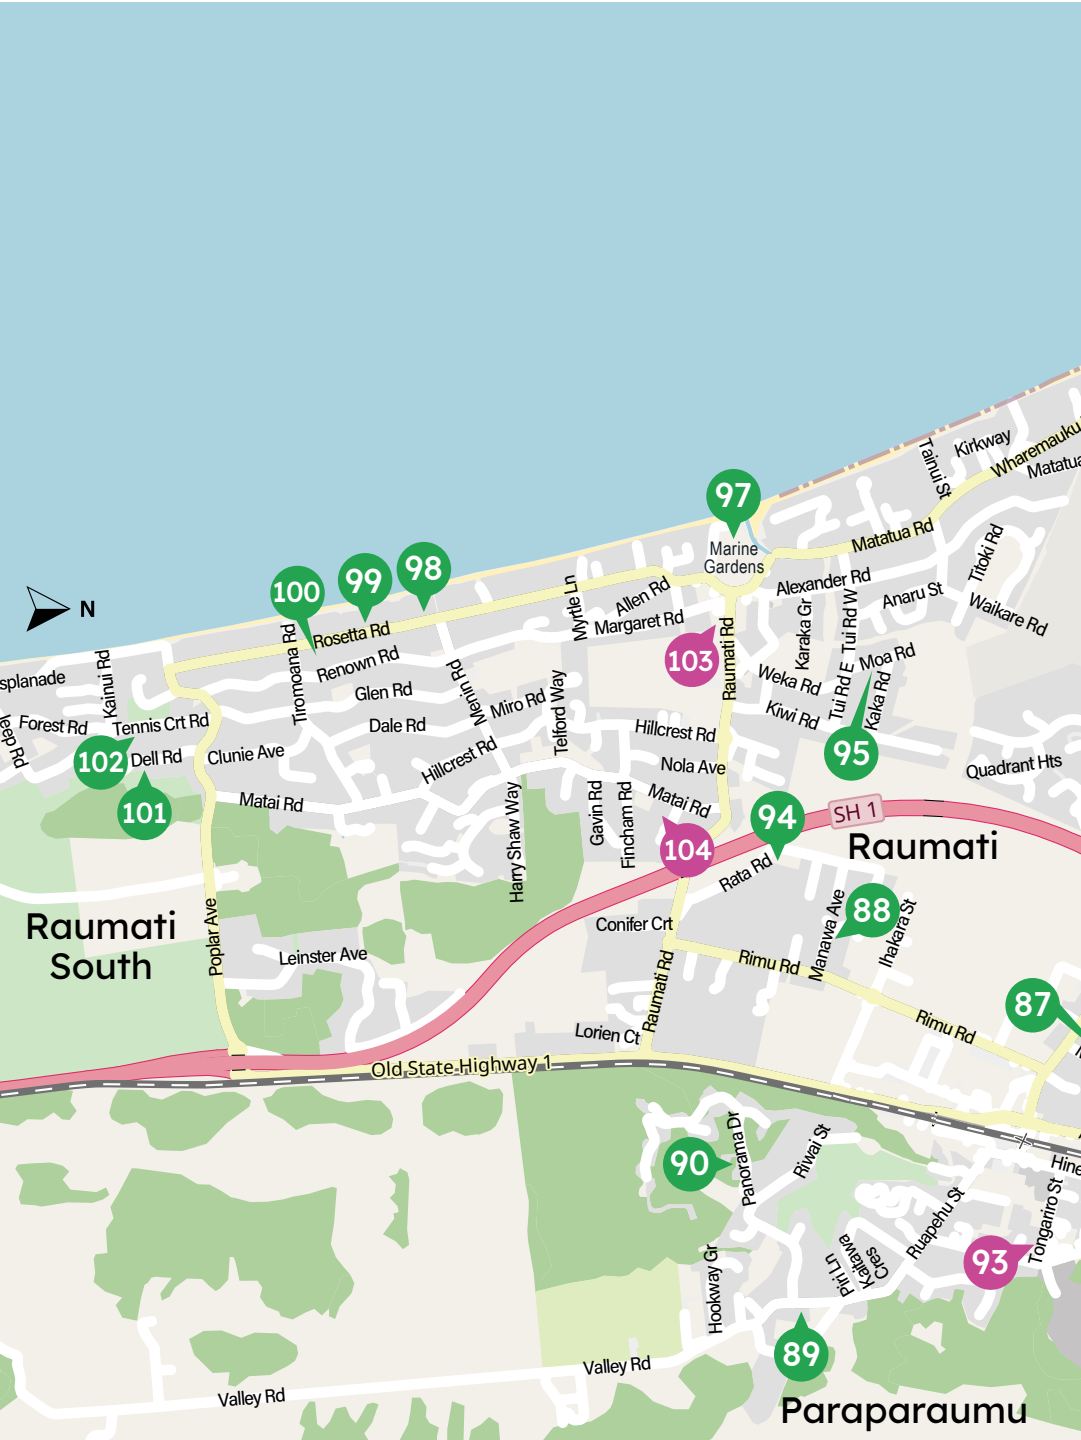 Kirkway
Tainui St
Wharemauku
Matatua
97
Marine
Gardens
Matatua Rd
Titoki Rd
98
99
100
N
Alexander Rd
Anaru St
Waikare Rd
Myrtle Ln
Allen Rd
Margaret Rd
Karaka Gr
Tui Rd W
Rosetta Rd
Tiromoana Rd
Renown Rd
103
Raumati Rd
Moa Rd
Weka Rd
Tui Rd E
Kaka Rd
splanade
Kainui Rd
Glen Rd
Menin Rd
Miro Rd
Telford Way
Kiwi Rd
Forest Rd
Tennis Crt Rd
Dale Rd
Hillcrest Rd
95
102
Dell Rd
Clunie Ave
Hillcrest Rd
Nola Ave
Quadrant Hts
101
Matai Rd
Harry Shaw Way
Gavin Rd
Fincham Rd
Matai Rd
94
SH 1
Raumati
104
Rata Rd
88
Manawa Ave
Ihakara St
Raumati
South
Poplar Ave
Conifer Crt
Leinster Ave
Rimu Rd
Raumati Rd
87
Rimu Rd
Lorien Ct
Old State Highway 1
Panorama Dr
Riwai St
90
Hine
Ruapehu St
Tongariro St
93
Hookway Gr
Piri Ln
Kaitawa
Cres
89
Valley Rd
Valley Rd
Paraparaumu